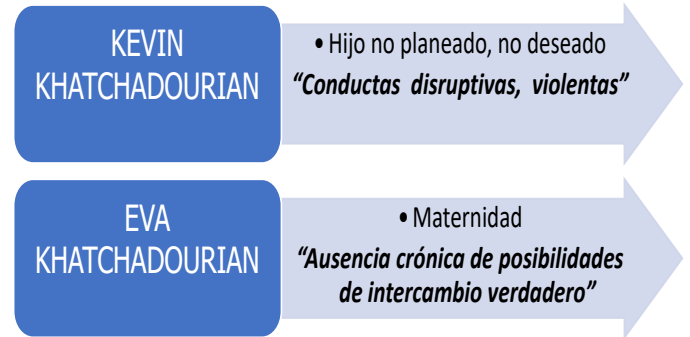 KEVIN
KHATCHADOURIAN
• Hijo no planeado, no deseado
“Conductas disruptivas, violentas”
EVA
KHATCHADOURIAN
• Maternidad
“Ausencia crónica de posibilidades
de intercambio verdadero”